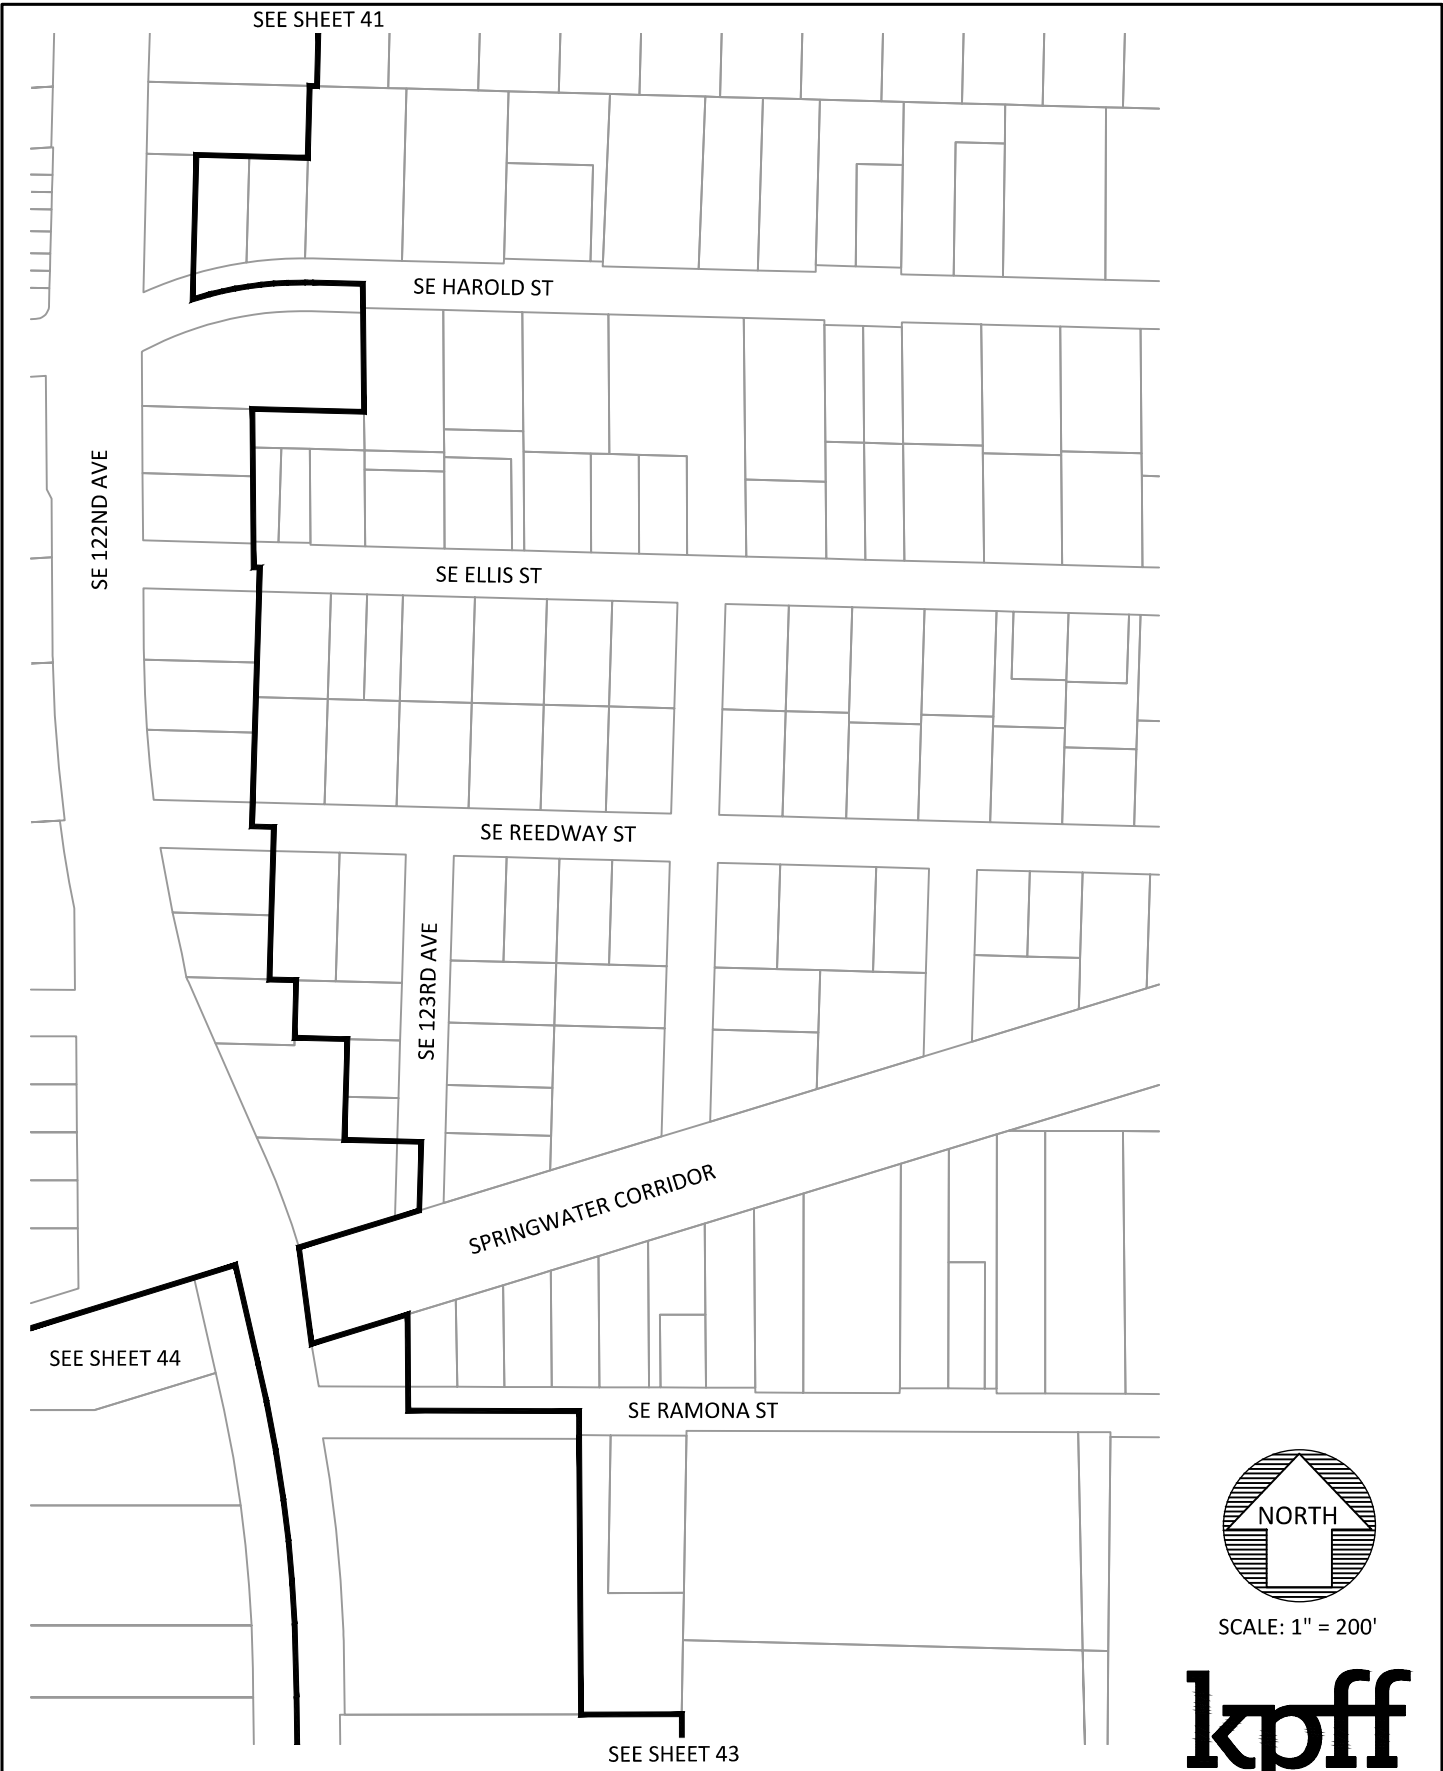 SEE SHEET 41
SE HAROLD ST
SE 122ND AVE
SE ELLIS ST
SE REEDWAY ST
SE 123RD AVE
SPRINGWATER CORRIDOR
SEE SHEET 44
SE RAMONA ST
NORTH
SCALE: 1" = 200'
kpff
SEE SHEET 43